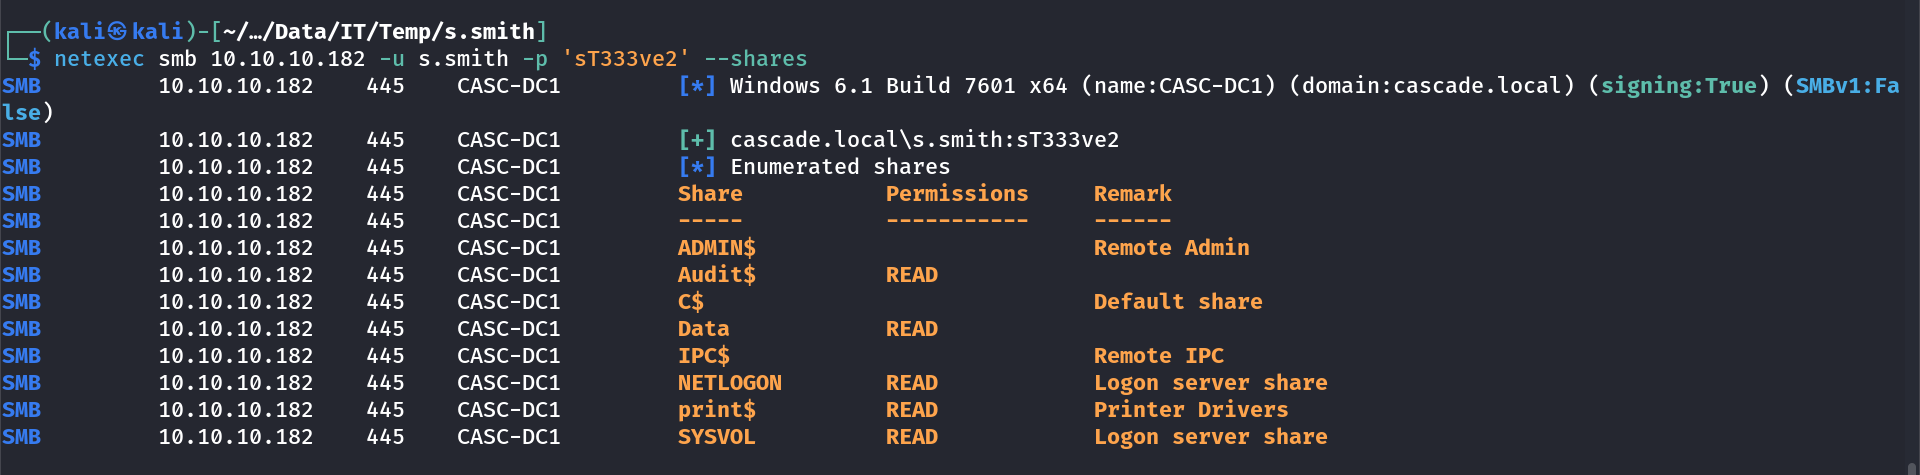 ┌──(kali㉿kali)-[~/…/Data/IT/Temp/s.smith]
└─$ netexec smb 10.10.10.182 -u s.smith -p 'sT333ve2' --shares
SMB         10.10.10.182    445    CASC-DC1         [*] Windows 6.1 Build 7601 x64 (name:CASC-DC1) (domain:cascade.local) (signing:True) (SMBv1:Fa
lse)
SMB         10.10.10.182    445    CASC-DC1         [+] cascade.local\s.smith:sT333ve2
SMB         10.10.10.182    445    CASC-DC1         [*] Enumerated shares
SMB         10.10.10.182    445    CASC-DC1         Share           Permissions     Remark
SMB         10.10.10.182    445    CASC-DC1         -----           -----------     ------
SMB         10.10.10.182    445    CASC-DC1         ADMIN$                          Remote Admin
SMB         10.10.10.182    445    CASC-DC1         Audit$          READ
SMB         10.10.10.182    445    CASC-DC1         C$                              Default share
SMB         10.10.10.182    445    CASC-DC1         Data            READ
SMB         10.10.10.182    445    CASC-DC1         IPC$                            Remote IPC
SMB         10.10.10.182    445    CASC-DC1         NETLOGON        READ            Logon server share
SMB         10.10.10.182    445    CASC-DC1         print$          READ            Printer Drivers
SMB         10.10.10.182    445    CASC-DC1         SYSVOL          READ            Logon server share